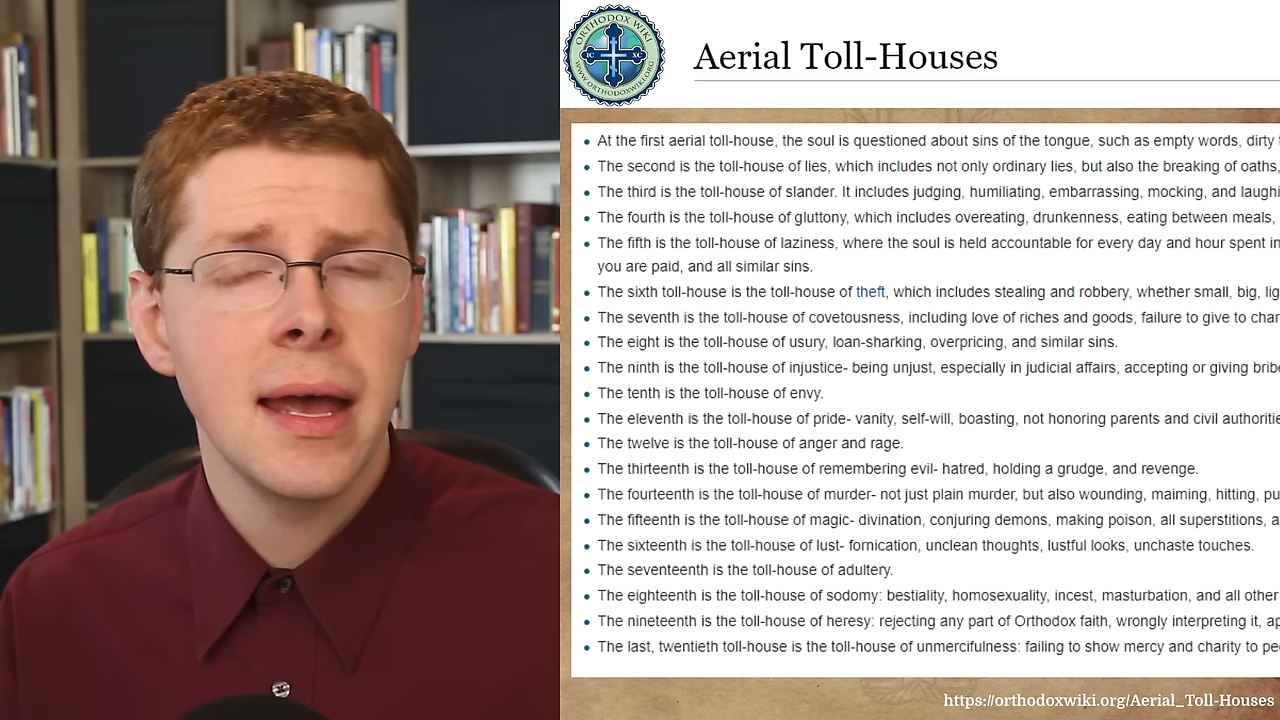 ORTHODOX WIKI
IC XC
WWW.ORTHODOXWIKI.ORG
Aerial Toll-Houses
At the first aerial toll-house, the soul is questioned about sins of the tongue, such as empty words, dirty
The second is the toll-house of lies, which includes not only ordinary lies, but also the breaking of oaths,
The third is the toll-house of slander. It includes judging, humiliating, embarrassing, mocking, and laughi
The fourth is the toll-house of gluttony, which includes overeating, drunkenness, eating between meals,
The fifth is the toll-house of laziness, where the soul is held accountable for every day and hour spent in
you are paid, and all similar sins.
The sixth toll-house is the toll-house of theft, which includes stealing and robbery, whether small, big, lig
The seventh is the toll-house of covetousness, including love of riches and goods, failure to give to char
The eight is the toll-house of usury, loan-sharking, overpricing, and similar sins.
The ninth is the toll-house of injustice- being unjust, especially in judicial affairs, accepting or giving bribe
The tenth is the toll-house of envy.
The eleventh is the toll-house of pride- vanity, self-will, boasting, not honoring parents and civil authoritie
The twelve is the toll-house of anger and rage.
The thirteenth is the toll-house of remembering evil- hatred, holding a grudge, and revenge.
The fourteenth is the toll-house of murder- not just plain murder, but also wounding, maiming, hitting, pu
The fifteenth is the toll-house of magic- divination, conjuring demons, making poison, all superstitions, a
The sixteenth is the toll-house of lust- fornication, unclean thoughts, lustful looks, unchaste touches.
The seventeenth is the toll-house of adultery.
The eighteenth is the toll-house of sodomy: bestiality, homosexuality, incest, masturbation, and all other
The nineteenth is the toll-house of heresy: rejecting any part of Orthodox faith, wrongly interpreting it, ap
The last, twentieth toll-house is the toll-house of unmercifulness: failing to show mercy and charity to pe
https://orthodoxwiki.org/Aerial_Toll-Houses